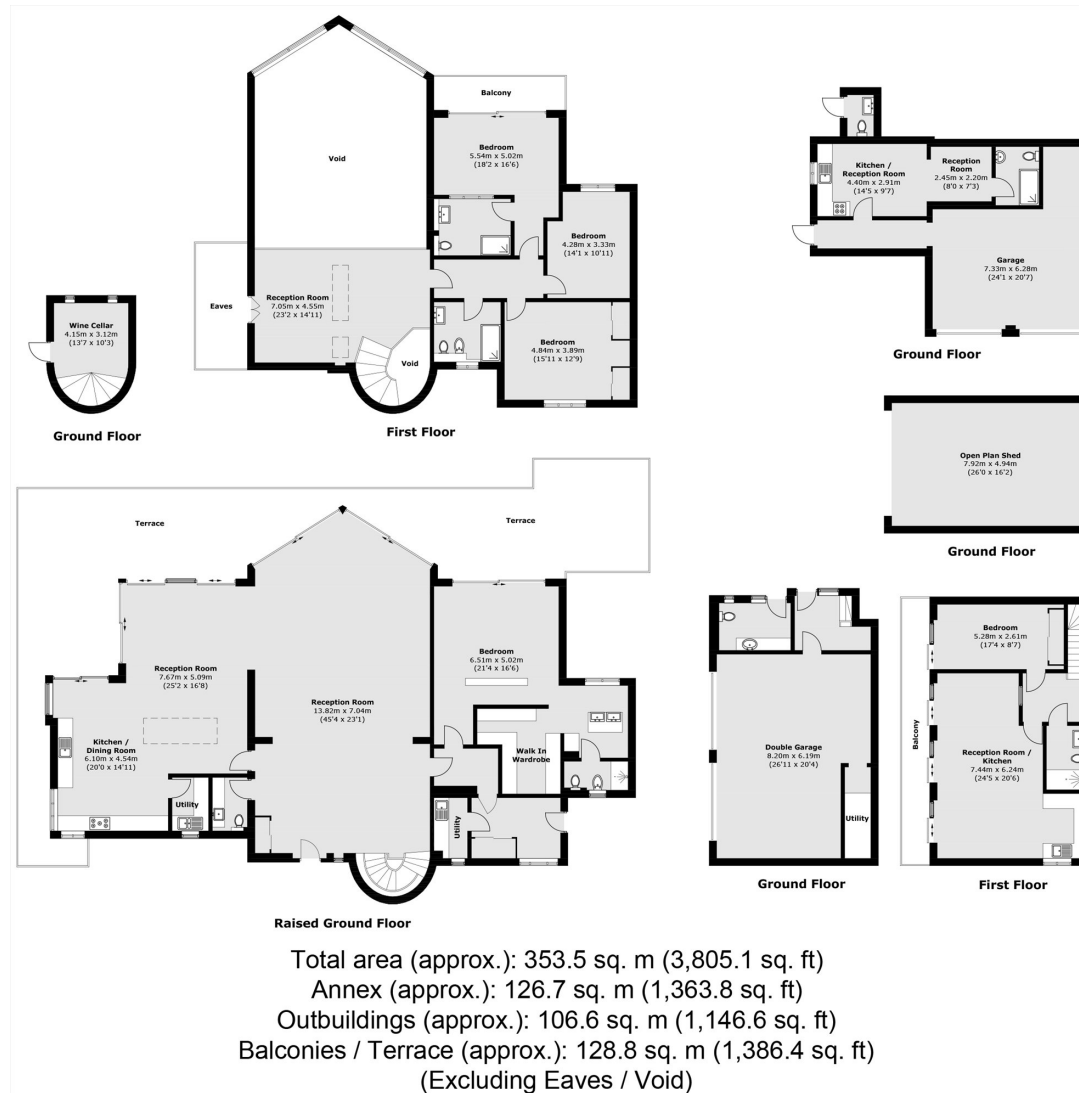 Balcony
Void
Bedroom
5.54m x 5.02m
(18'2 x 16'6)
Bedroom
4.28m x 3.33m
(14'1 x 10'11)
Eaves
Reception Room
7.05m x 4.55m
(23'2 x 14'11)
Void
Bedroom
4.84m x 3.89m
(15'11 x 12'9)
First Floor
Wine Cellar
4.15m x 3.12m
(13'7 x 10'3)
Ground Floor
Kitchen /
Reception Room
4.40m x 2.91m
(14'5 x 9'7)
Reception
Room
2.45m x 2.20m
(8'0 x 7'3)
Garage
7.33m x 6.28m
(24'1 x 20'7)
Ground Floor
Open Plan Shed
7.92m x 4.94m
(26'0 x 16'2)
Ground Floor
Terrace
Terrace
Reception Room
7.67m x 5.09m
(25'2 x 16'8)
Reception Room
13.82m x 7.04m
(45'4 x 23'1)
Bedroom
6.51m x 5.02m
(21'4 x 16'6)
Kitchen /
Dining Room
6.10m x 4.54m
(20'0 x 14'11)
Walk In
Wardrobe
Utility
Utility
Raised Ground Floor
Double Garage
8.20m x 6.19m
(26'11 x 20'4)
Utility
Ground Floor
Balcony
Bedroom
5.28m x 2.61m
(17'4 x 8'7)
Reception Room /
Kitchen
7.44m x 6.24m
(24'5 x 20'6)
First Floor
Total area (approx.): 353.5 sq. m (3,805.1 sq. ft)
Annex (approx.): 126.7 sq. m (1,363.8 sq. ft)
Outbuildings (approx.): 106.6 sq. m (1,146.6 sq. ft)
Balconies / Terrace (approx.): 128.8 sq. m (1,386.4 sq. ft)
(Excluding Eaves / Void)